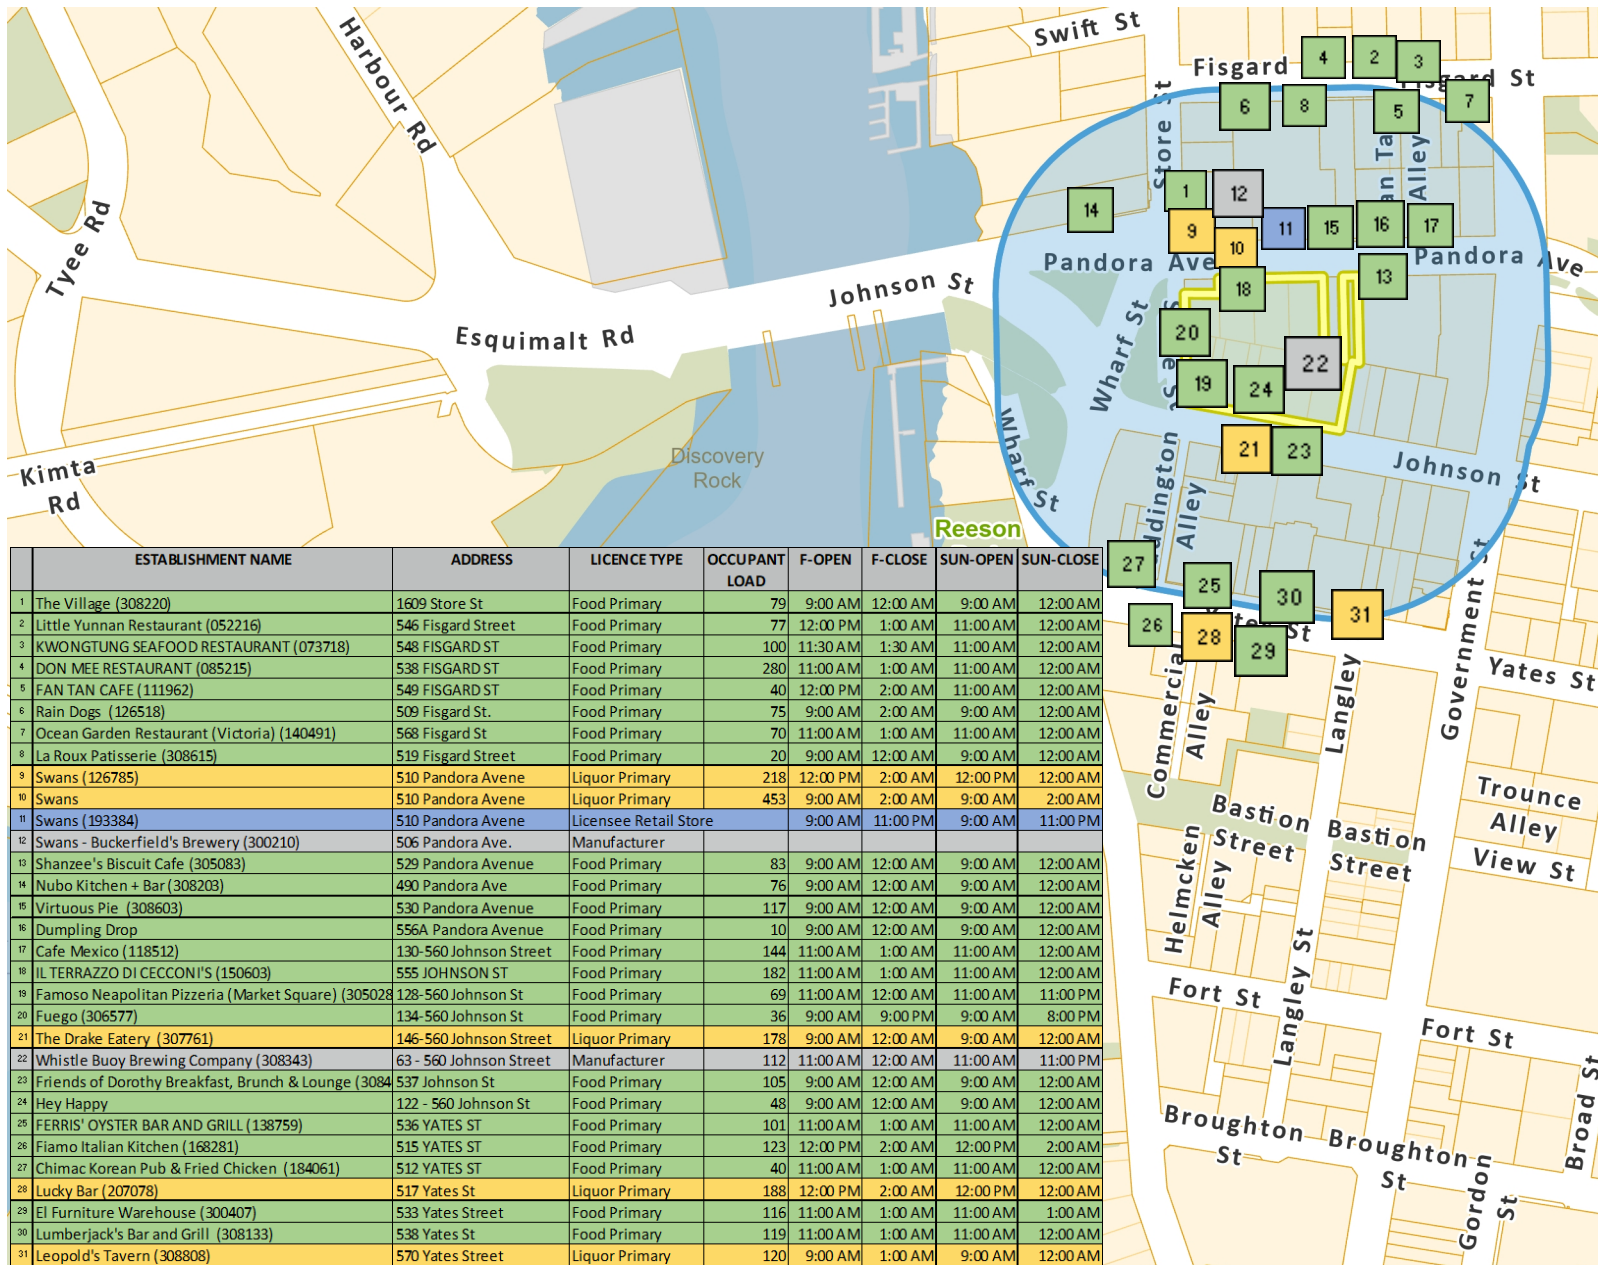 Swift St
Harbour Rd
Fisgard
Fisgard St
4
2
3
7
6
8
5
Store St
an Ta
Alley
1
12
14
9
10
11
15
16
17
Pandora Ave
Pandora Ave
13
18
Tyee Rd
Johnson St
Esquimalt Rd
Wharf St
20
22
19
24
Wharf St
21
23
Johnson St
Discovery
Rock
Kimta
Rd
ddington
Alley
Reeson
27
25
30
31
26
28
29
St
Government St
Yates St
Commercial
Alley
Langley
Trounce
Alley
Bastion
Street
Bastion
Street
View St
Helmcken
Alley
Langley St
Fort St
Fort St
Broad St
Broughton
St
Broughton
St
Gordon
St
ESTABLISHMENT NAME ADDRESS LICENCE TYPE OCCUPANT LOAD F-OPEN F-CLOSE SUN-OPEN SUN-CLOSE
1 The Village (308220) 1609 Store St Food Primary 79 9:00 AM 12:00 AM 9:00 AM 12:00 AM
2 Little Yunnan Restaurant (052216) 546 Fisgard Street Food Primary 77 12:00 PM 1:00 AM 11:00 AM 12:00 AM
3 KWONGTUNG SEAFOOD RESTAURANT (073718) 548 FISGARD ST Food Primary 100 11:30 AM 1:30 AM 11:00 AM 12:00 AM
4 DON MEE RESTAURANT (085215) 538 FISGARD ST Food Primary 280 11:00 AM 1:00 AM 11:00 AM 12:00 AM
5 FAN TAN CAFE (111962) 549 FISGARD ST Food Primary 40 12:00 PM 2:00 AM 11:00 AM 12:00 AM
6 Rain Dogs (126518) 509 Fisgard St. Food Primary 75 9:00 AM 2:00 AM 9:00 AM 12:00 AM
7 Ocean Garden Restaurant (Victoria) (140491) 568 Fisgard St Food Primary 70 11:00 AM 1:00 AM 11:00 AM 12:00 AM
8 La Roux Patisserie (308615) 519 Fisgard Street Food Primary 20 9:00 AM 12:00 AM 9:00 AM 12:00 AM
9 Swans (126785) 510 Pandora Avene Liquor Primary 218 12:00 PM 2:00 AM 12:00 PM 12:00 AM
10 Swans 510 Pandora Avene Liquor Primary 453 9:00 AM 2:00 AM 9:00 AM 2:00 AM
11 Swans (193384) 510 Pandora Avene Licensee Retail Store 9:00 AM 11:00 PM 9:00 AM 11:00 PM
12 Swans - Buckerfield's Brewery (300210) 506 Pandora Ave. Manufacturer
13 Shanzee's Biscuit Cafe (305083) 529 Pandora Avenue Food Primary 83 9:00 AM 12:00 AM 9:00 AM 12:00 AM
14 Nubo Kitchen + Bar (308203) 490 Pandora Ave Food Primary 76 9:00 AM 12:00 AM 9:00 AM 12:00 AM
15 Virtuous Pie (308603) 530 Pandora Avenue Food Primary 117 9:00 AM 12:00 AM 9:00 AM 12:00 AM
16 Dumpling Drop 556A Pandora Avenue Food Primary 10 9:00 AM 12:00 AM 9:00 AM 12:00 AM
17 Cafe Mexico (118512) 130-560 Johnson Street Food Primary 144 11:00 AM 1:00 AM 11:00 AM 12:00 AM
18 IL TERRAZZO DI CECCONI'S (150603) 555 JOHNSON ST Food Primary 182 11:00 AM 1:00 AM 11:00 AM 12:00 AM
19 Famoso Neapolitan Pizzeria (Market Square) (305028 128-560 Johnson St Food Primary 69 11:00 AM 12:00 AM 11:00 AM 11:00 PM
20 Fuego (306577) 134-560 Johnson St Food Primary 36 9:00 AM 9:00 PM 9:00 AM 8:00 PM
21 The Drake Eatery (307761) 146-560 Johnson Street Liquor Primary 178 9:00 AM 12:00 AM 9:00 AM 12:00 AM
22 Whistle Buoy Brewing Company (308343) 63 - 560 Johnson Street Manufacturer 112 11:00 AM 12:00 AM 11:00 AM 11:00 PM
23 Friends of Dorothy Breakfast, Brunch & Lounge (3084 537 Johnson St Food Primary 105 9:00 AM 12:00 AM 9:00 AM 12:00 AM
24 Hey Happy 122 - 560 Johnson St Food Primary 48 9:00 AM 12:00 AM 9:00 AM 12:00 AM
25 FERRIS' OYSTER BAR AND GRILL (138759) 536 YATES ST Food Primary 101 11:00 AM 1:00 AM 11:00 AM 12:00 AM
26 Fiamo Italian Kitchen (168281) 515 YATES ST Food Primary 123 12:00 PM 2:00 AM 12:00 PM 2:00 AM
27 Chimac Korean Pub & Fried Chicken (184061) 512 YATES ST Food Primary 40 11:00 AM 1:00 AM 11:00 AM 12:00 AM
28 Lucky Bar (207078) 517 Yates St Liquor Primary 188 12:00 PM 2:00 AM 12:00 PM 12:00 AM
29 El Furniture Warehouse (300407) 533 Yates Street Food Primary 116 11:00 AM 1:00 AM 11:00 AM 1:00 AM
30 Lumberjack's Bar and Grill (308133) 538 Yates St Food Primary 119 11:00 AM 1:00 AM 11:00 AM 12:00 AM
31 Leopold's Tavern (308808) 570 Yates Street Liquor Primary 120 9:00 AM 1:00 AM 9:00 AM 12:00 AM